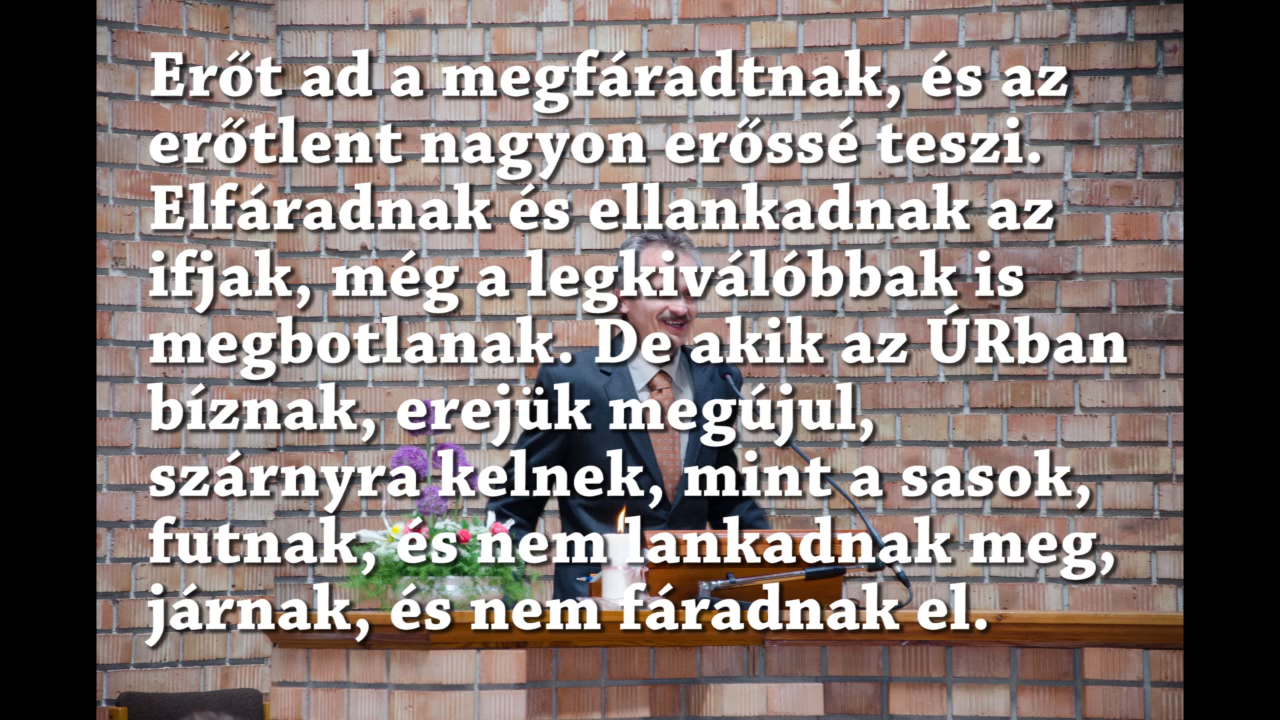 Erőt ad a megfáradtnak, és az
erőtlent nagyon erőssé teszi.
Elfáradnak és ellankadnak az
ifjak, még a legkiválóbbak is
megbotlanak. De akik az ÚRban
bíznak, erejük megújul,
szárnyra kelnek, mint a sasok,
futnak, és nem lankadnak meg,
járnak, és nem fáradnak el.